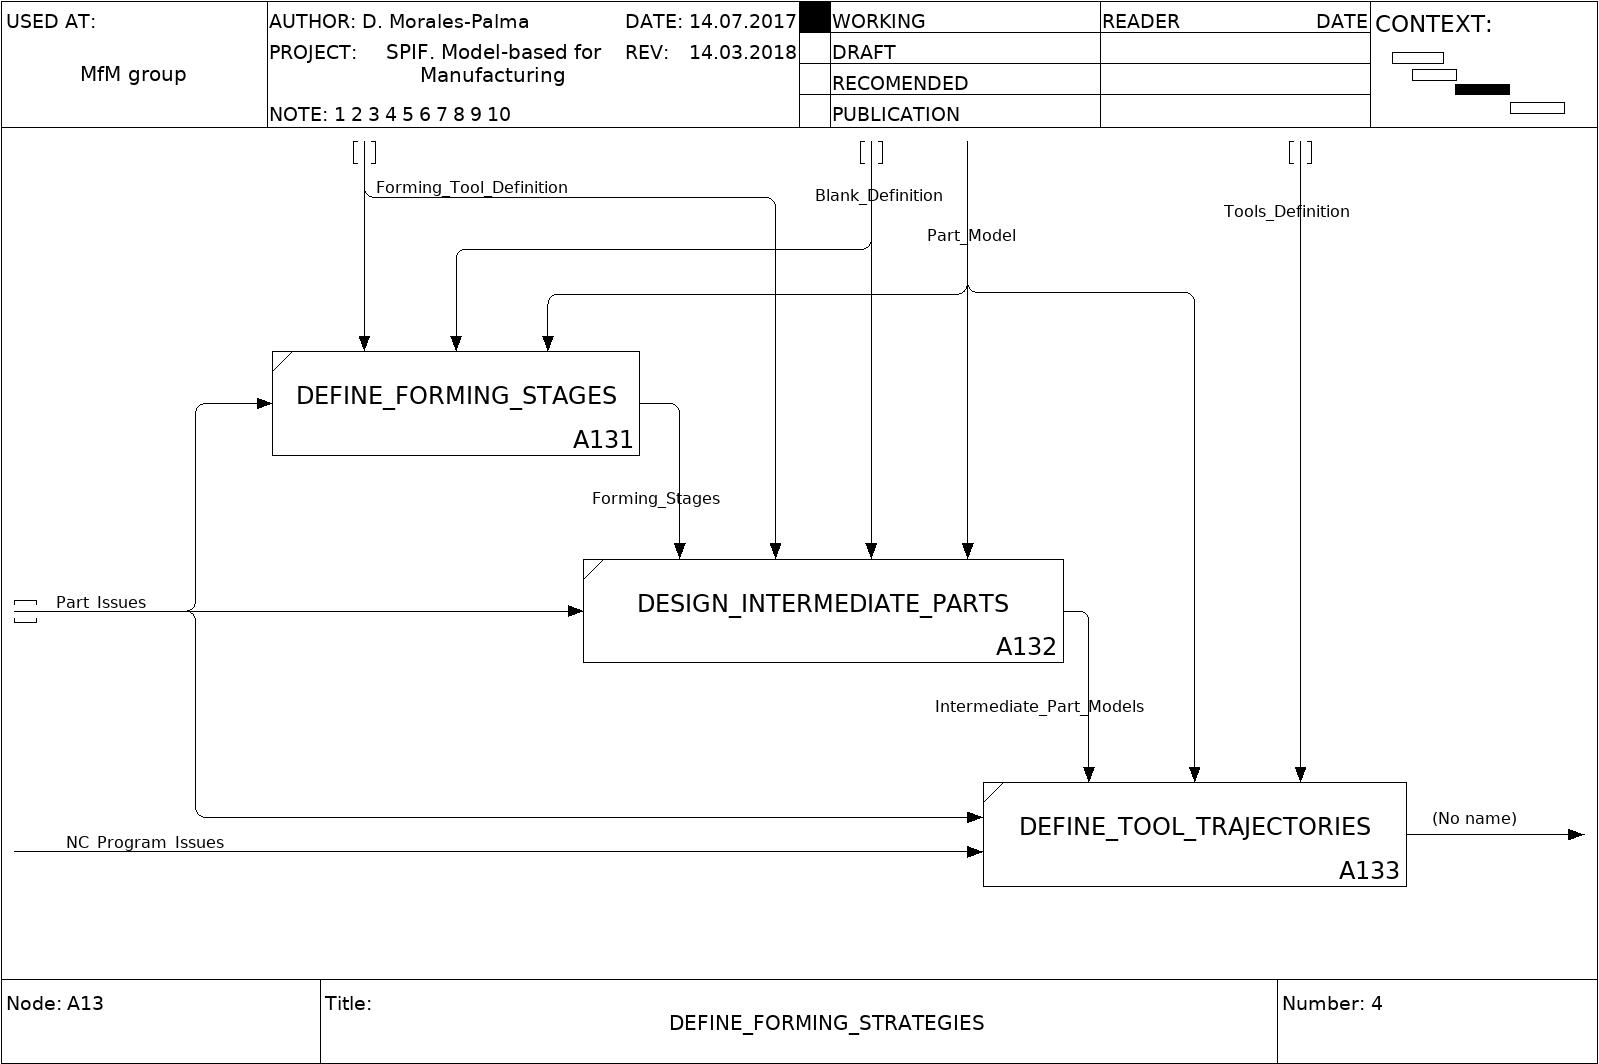 USED AT:
MfM group
AUTHOR: D. Morales-Palma
DATE: 14.07.2017
PROJECT: SPIF. Model-based for
Manufacturing
REV: 14.03.2018
NOTE: 1 2 3 4 5 6 7 8 9 10
WORKING
DRAFT
RECOMENDED
PUBLICATION
READER DATE
CONTEXT:
Forming_Tool_Definition
Blank_Definition
Tools_Definition
Part_Model
DEFINE_FORMING_STAGES
A131
Forming_Stages
Part_Issues
DESIGN_INTERMEDIATE_PARTS
A132
Intermediate_Part_Models
(No name)
DEFINE_TOOL_TRAJECTORIES
NC_Program_Issues
A133
Node: A13
Title:
DEFINE_FORMING_STRATEGIES
Number: 4